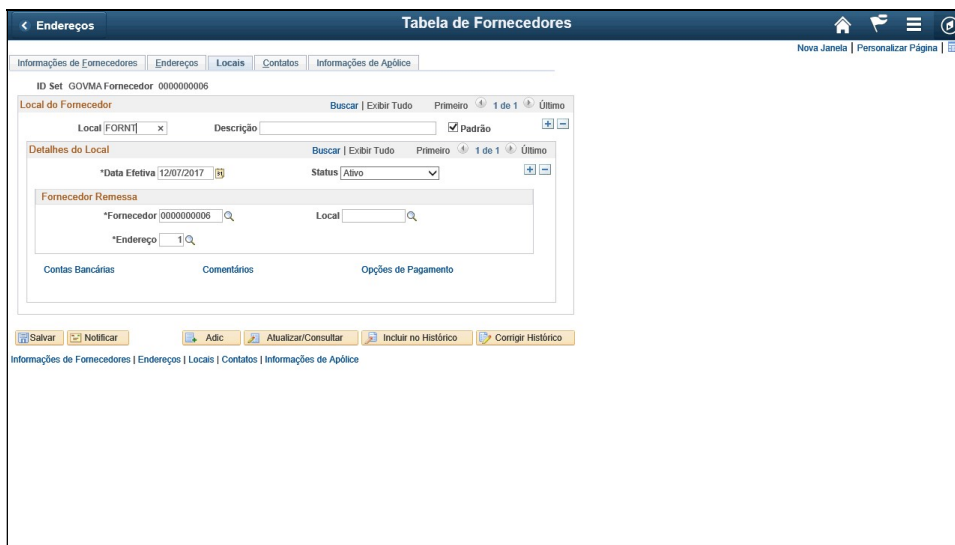 Endereços Tabela de Fornecedores
Nova Janela | Personalizar Página |
Informações de Fornecedores Endereços Locais Contatos Informações de Apólice
ID Set GOVMA Fornecedor 0000000006
Local do Fornecedor Buscar | Exibir Tudo Primeiro 1 de 1 Último
Local FORNT x Descrição Padrão
Detalhes do Local Buscar | Exibir Tudo Primeiro 1 de 1 Último
*Data Efetiva 12/07/2017 Status Ativo
Fornecedor Remessa
*Fornecedor 0000000006 Local
*Endereço 1
Contas Bancárias Comentários Opções de Pagamento
Salvar Notificar Adic Atualizar/Consultar Incluir no Histórico Corrigir Histórico
Informações de Fornecedores | Endereços | Locais | Contatos | Informações de Apólice